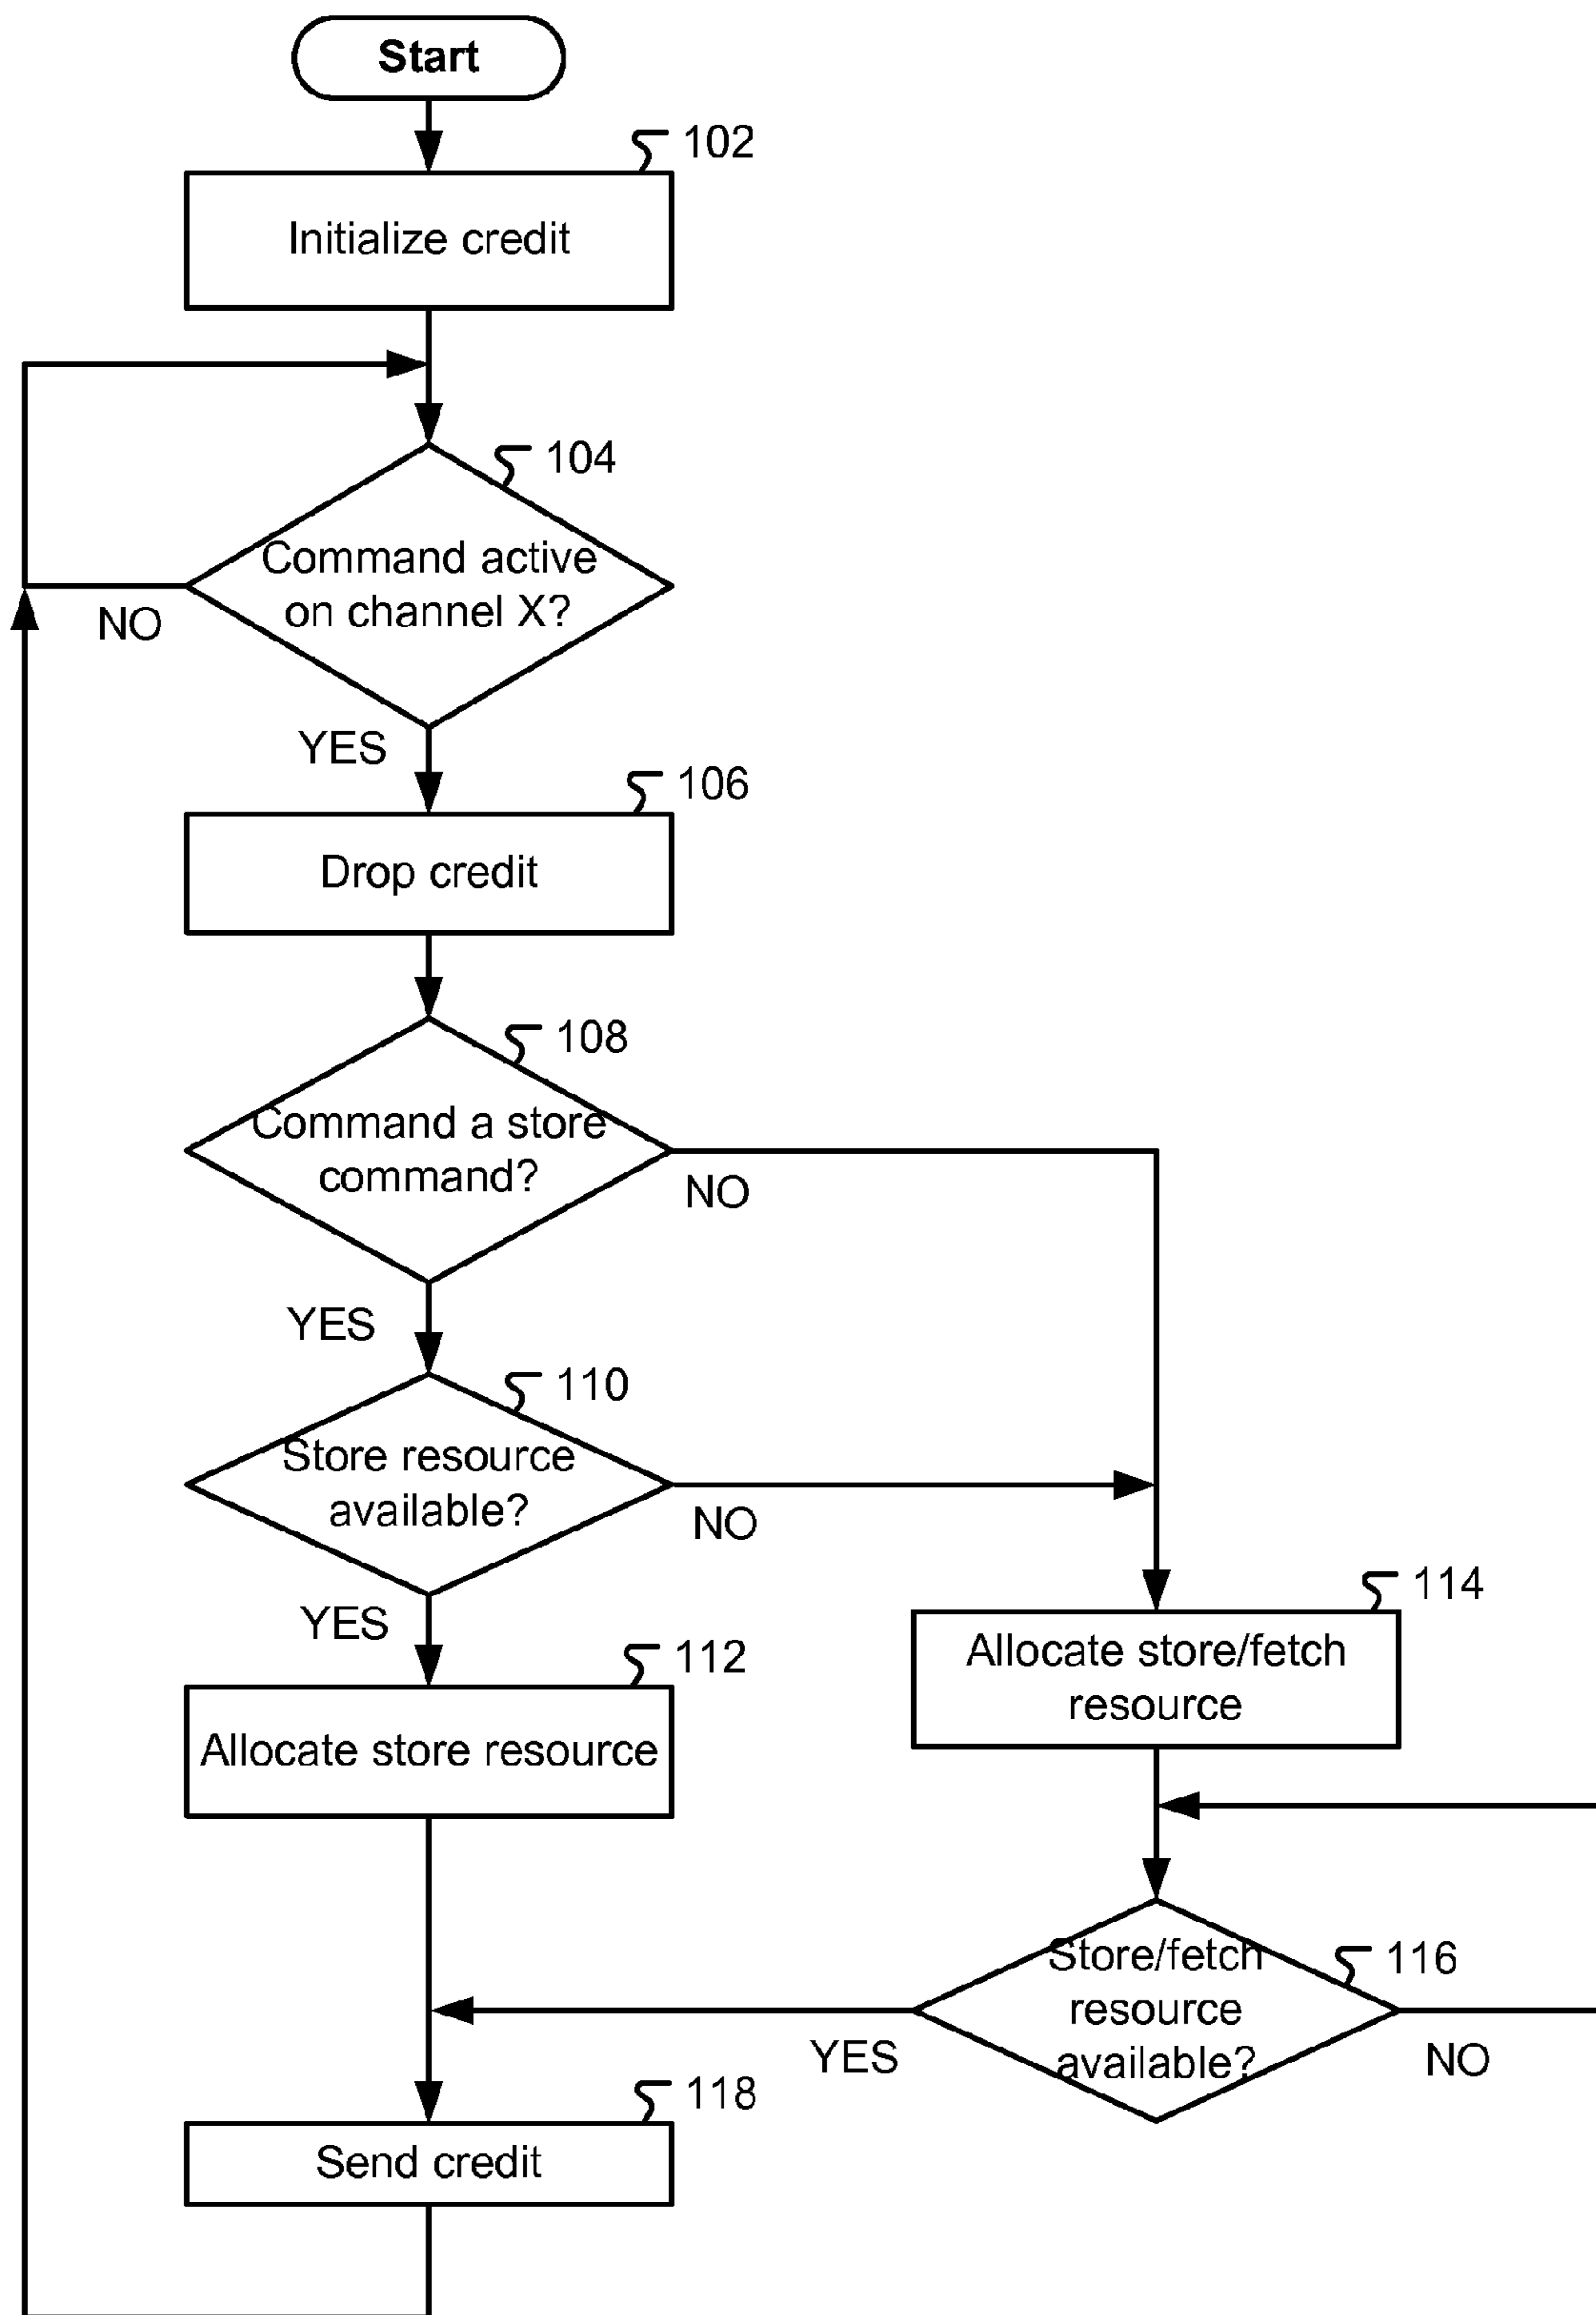 Start
102
Initialize credit
104
Command active
on channel X?
NO
YES
106
Drop credit
108
Command a store
command?
NO
YES
110
Store resource
available?
NO
YES
112
Allocate store resource
114
Allocate store/fetch
resource
116
Store/fetch
resource
available?
YES
NO
118
Send credit